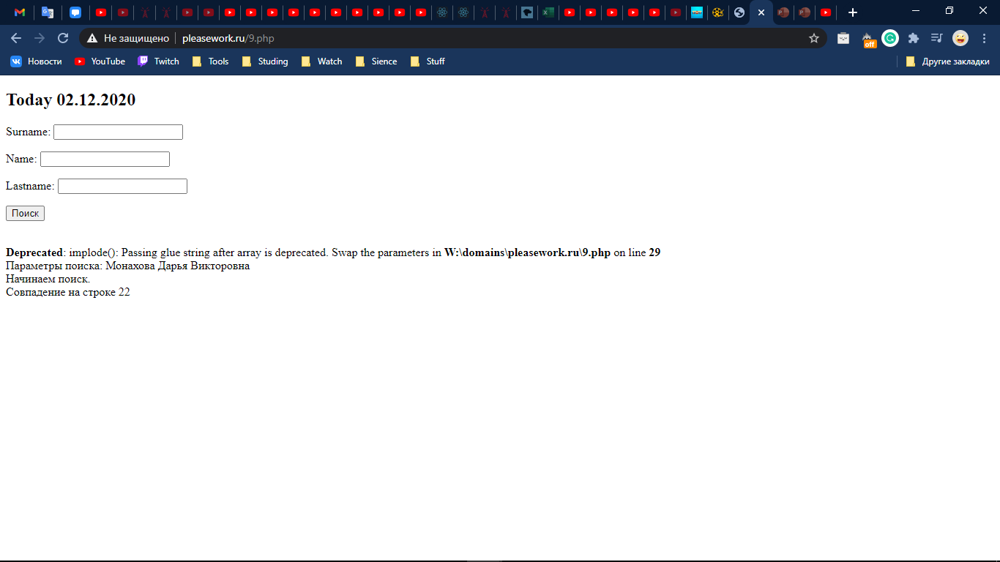 Не защищено pleasework.ru/9.php
off
Новости YouTube Twitch Tools Studing Watch Sience Stuff Другие закладки
Today 02.12.2020
Surname:
Name:
Lastname:
Поиск
Deprecated: implode(): Passing glue string after array is deprecated. Swap the parameters in W:\domains\pleasework.ru\9.php on line 29
Параметры поиска: Монахова Дарья Викторовна
Начинаем поиск.
Совпадение на строке 22